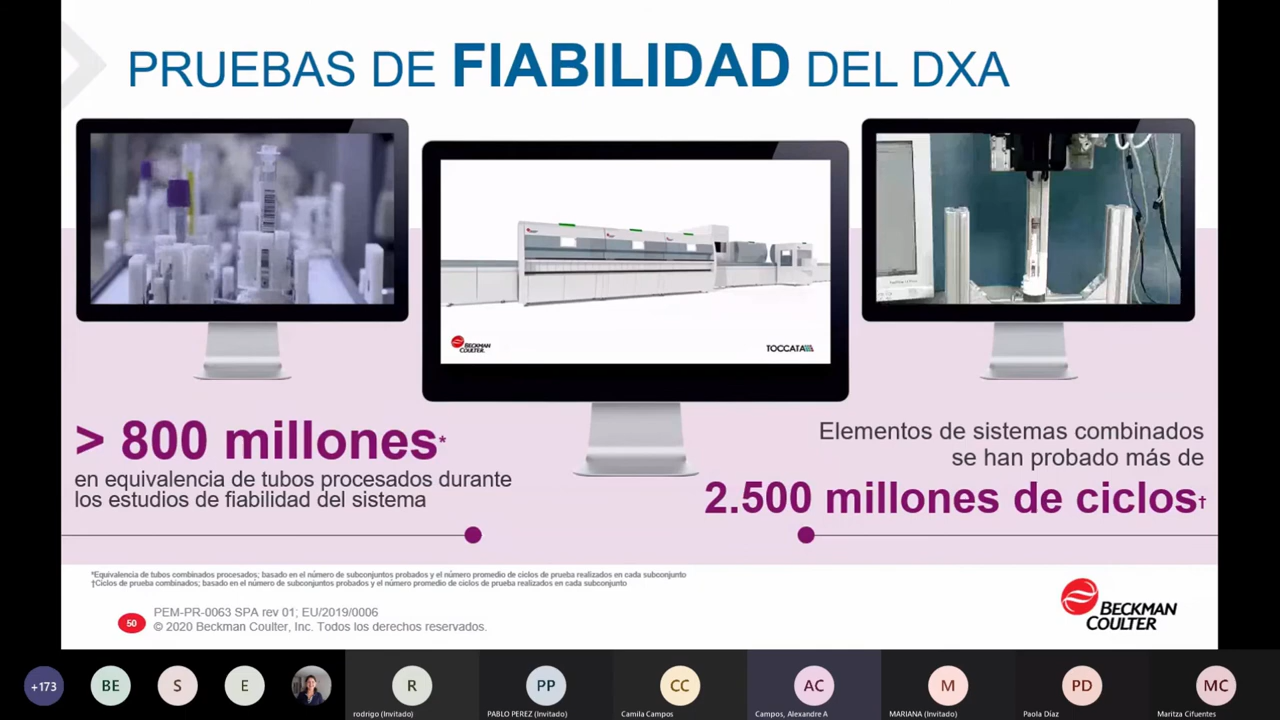 PRUEBAS DE FIABILIDAD DEL DXA
BECKMAN
COULTER
TOCCATA
> 800 millones*
en equivalencia de tubos procesados durante
los estudios de fiabilidad del sistema
Elementos de sistemas combinados
se han probado más de
2.500 millones de ciclos†
*Equivalencia de tubos combinados procesados; basado en el número de subconjuntos probados y el número promedio de ciclos de prueba realizados en cada subconjunto
†Ciclos de prueba combinados; basado en el número de subconjuntos probados y el número promedio de ciclos de prueba realizados en cada subconjunto
50
PEM-PR-0063 SPA rev 01; EU/2019/0006
© 2020 Beckman Coulter, Inc. Todos los derechos reservados.
BECKMAN
COULTER
+173
BE
S
E
R
PP
CC
AC
M
PD
MC
rodrigo (Invitado)
PABLO PEREZ (Invitado)
Camila Campos
Campos, Alexandre A
MARIANA (Invitado)
Paola Díaz
Maritza Cifuentes